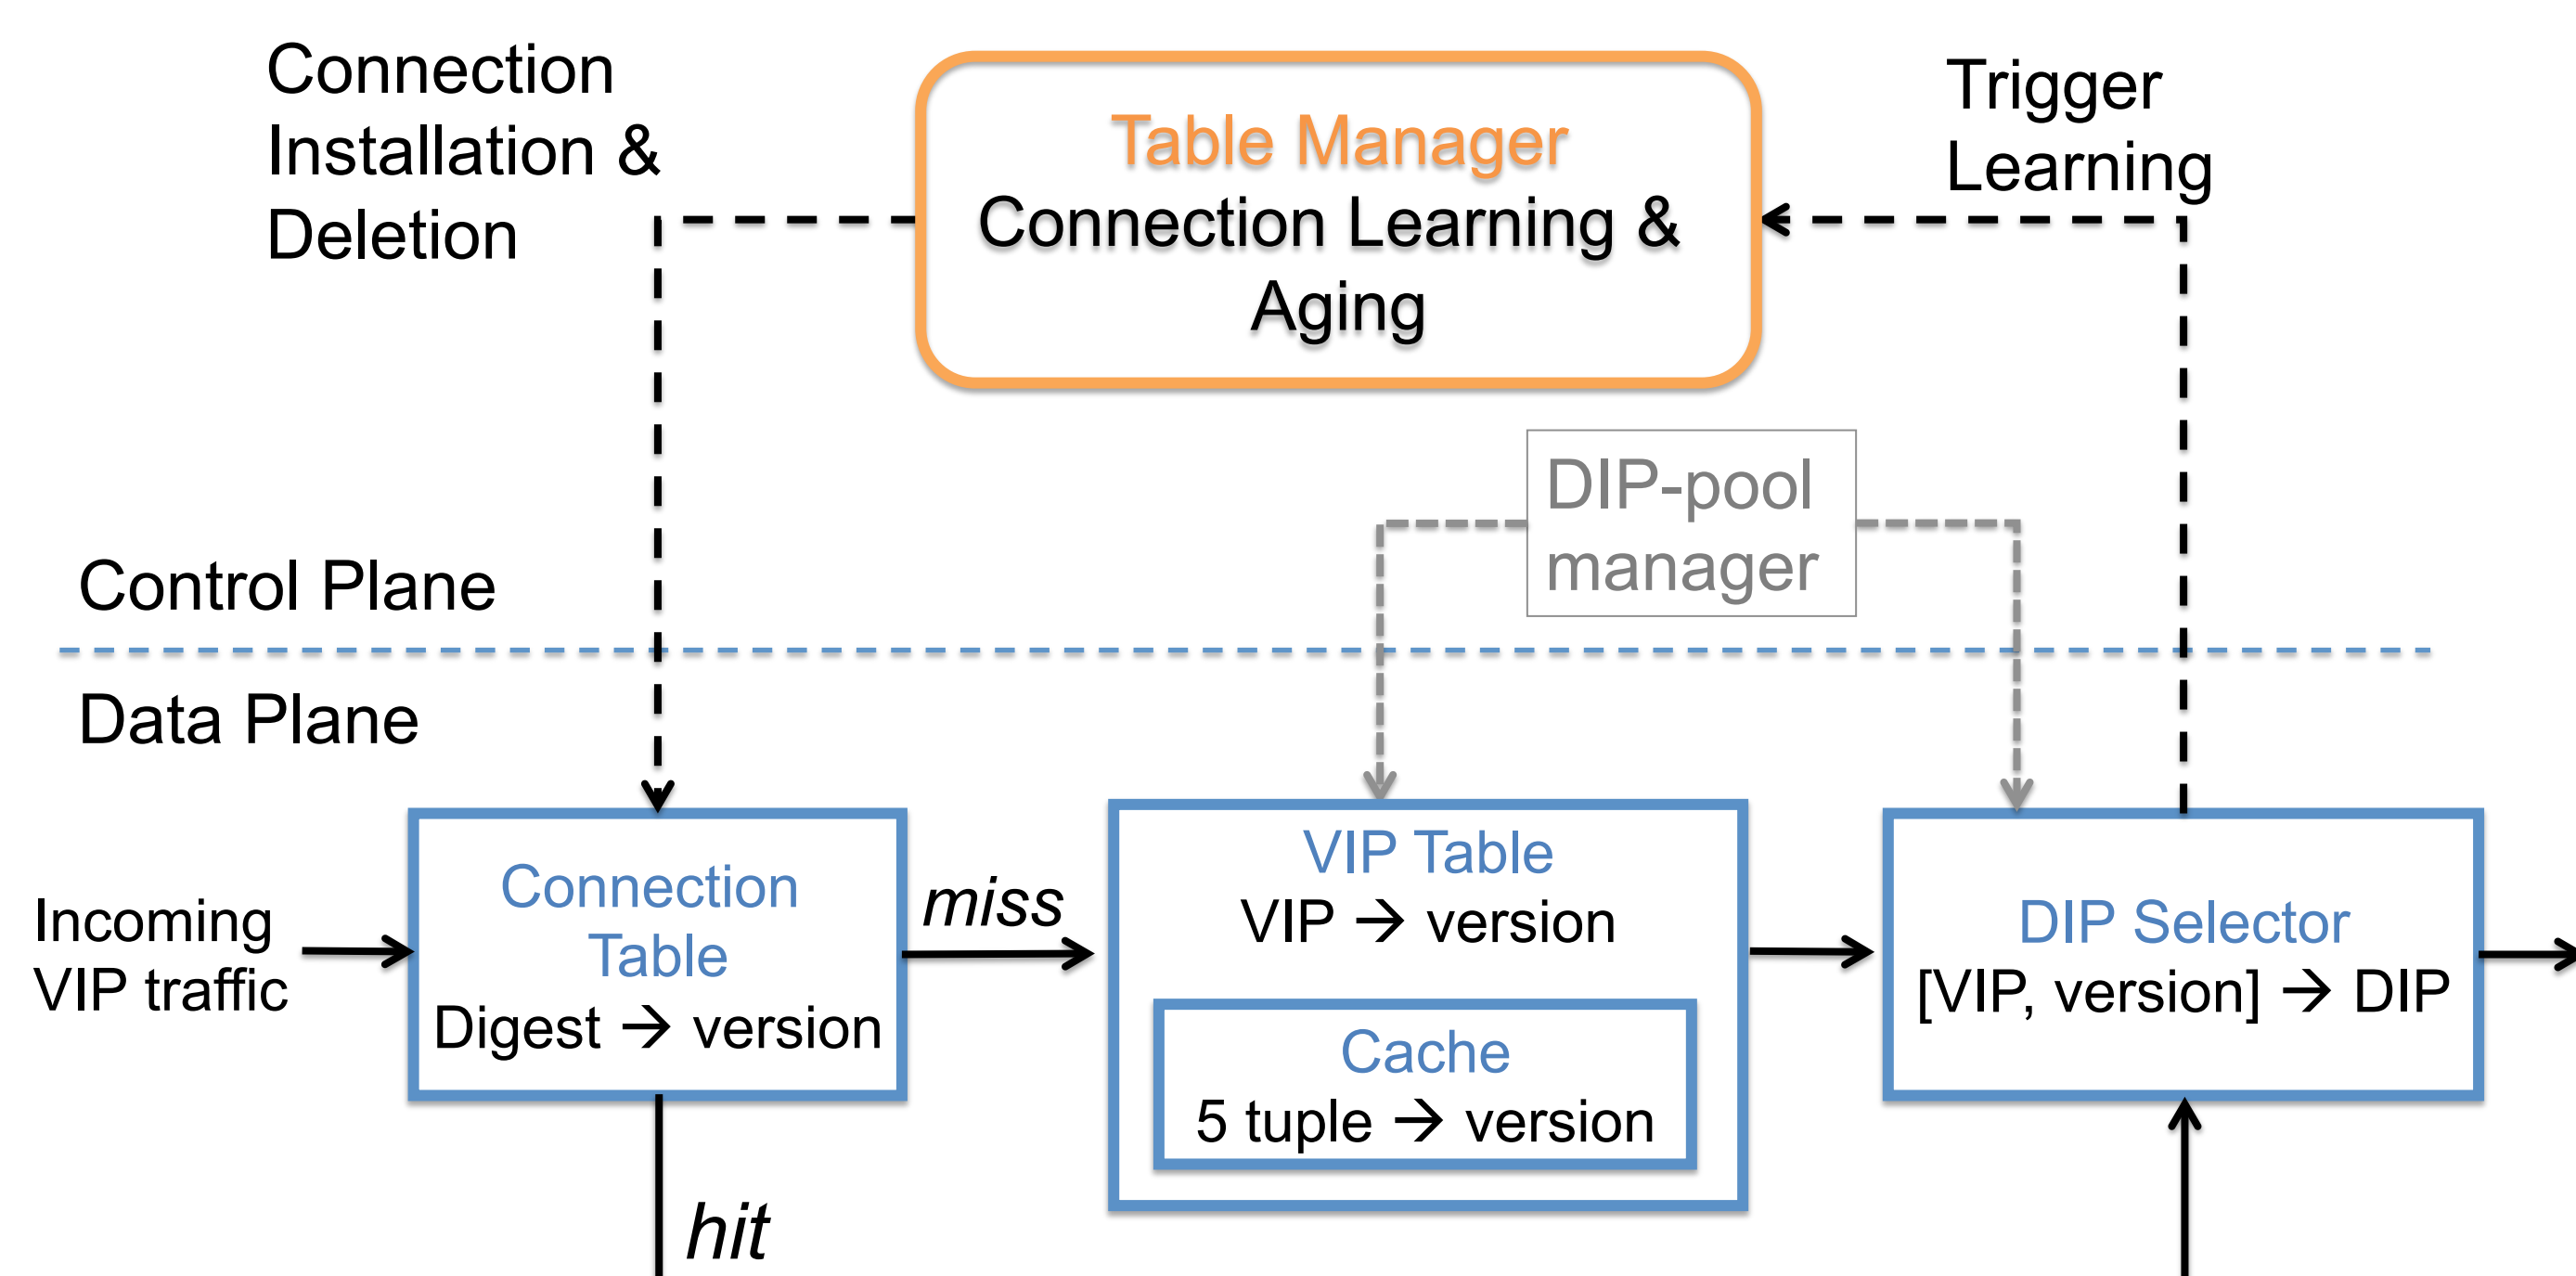 Connection
Installation &
Deletion
Table Manager
Connection Learning &
Aging
Trigger
Learning
DIP-pool
manager
Control Plane
Data Plane
Incoming
VIP traffic
Connection
Table
Digest → version
miss
hit
VIP Table
VIP → version
Cache
5 tuple → version
DIP Selector
[VIP, version] → DIP